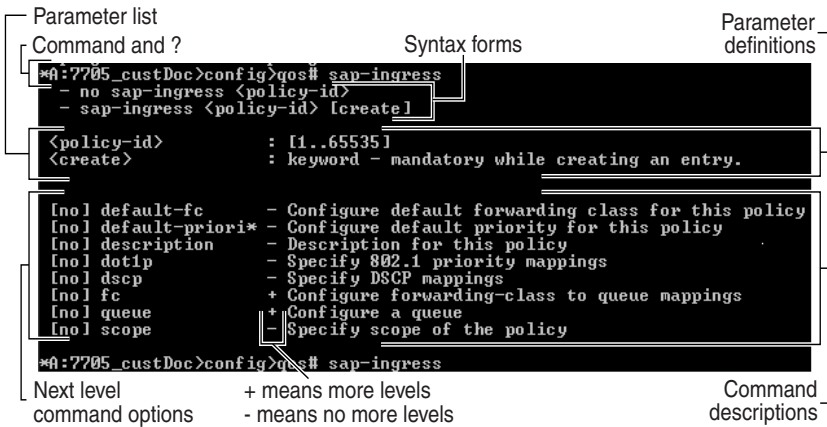 Parameter list
Command and ?
Syntax forms
Parameter
definitions
*A:7705_custDoc>config>qos# sap-ingress
- no sap-ingress <policy-id>
- sap-ingress <policy-id> [create]
<policy-id> : [1..65535]
<create> : keyword - mandatory while creating an entry.
[no] default-fc - Configure default forwarding class for this policy
[no] default-priori* - Configure default priority for this policy
[no] description - Description for this policy
[no] dot1p - Specify 802.1 priority mappings
[no] dscp - Specify DSCP mappings
[no] fc + Configure forwarding-class to queue mappings
[no] queue + Configure a queue
[no] scope - Specify scope of the policy
*A:7705_custDoc>config>qos# sap-ingress
Next level
command options
+ means more levels
- means no more levels
Command
descriptions